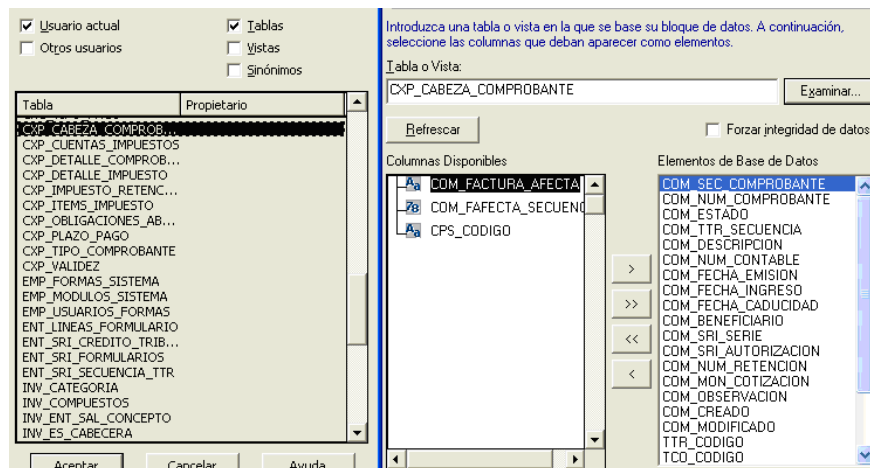 Usuario actual
Tablas
Otros usuarios
Vistas
Sinónimos
Tabla
Propietario
CXP_CABEZA_COMPROB...
CXP_CUENTAS_IMPUESTOS
CXP_DETALLE_COMPROB...
CXP_DETALLE_IMPUESTO
CXP_IMPUESTO_RETENC...
CXP_ITEMS_IMPUESTO
CXP_OBLIGACIONES_AB...
CXP_PLAZO_PAGO
CXP_TIPO_COMPROBANTE
CXP_VALIDEZ
EMP_FORMAS_SISTEMA
EMP_MODULOS_SISTEMA
EMP_USUARIOS_FORMAS
ENT_LINEAS_FORMULARIO
ENT_SRI_CREDITO_TRIB...
ENT_SRI_FORMULARIOS
ENT_SRI_SECUENCIA_TTR
INV_CATEGORIA
INV_COMPUESTOS
INV_ENT_SAL_CONCEPTO
INV_ES_CABECERA
Aceptar
Cancelar
Ayuda
Introduzca una tabla o vista en la que se base su bloque de datos. A continuación,
seleccione las columnas que deban aparecer como elementos.
Tabla o Vista:
CXP_CABEZA_COMPROBANTE
Examinar...
Refrescar
Forzar integridad de datos
Columnas Disponibles
Aa COM_FACTURA_AFECTA
78 COM_FAFECTA_SECUENC
Aa CPS_CODIGO
>
>>
<<
<
Elementos de Base de Datos
COM_SEC_COMPROBANTE
COM_NUM_COMPROBANTE
COM_ESTADO
COM_TTR_SECUENCIA
COM_DESCRIPCION
COM_NUM_CONTABLE
COM_FECHA_EMISION
COM_FECHA_INGRESO
COM_FECHA_CADUCIDAD
COM_BENEFICIARIO
COM_SRI_SERIE
COM_SRI_AUTORIZACION
COM_NUM_RETENCION
COM_MON_COTIZACION
COM_OBSERVACION
COM_CREADO
COM_MODIFICADO
TTR_CODIGO
TCO_CODIGO